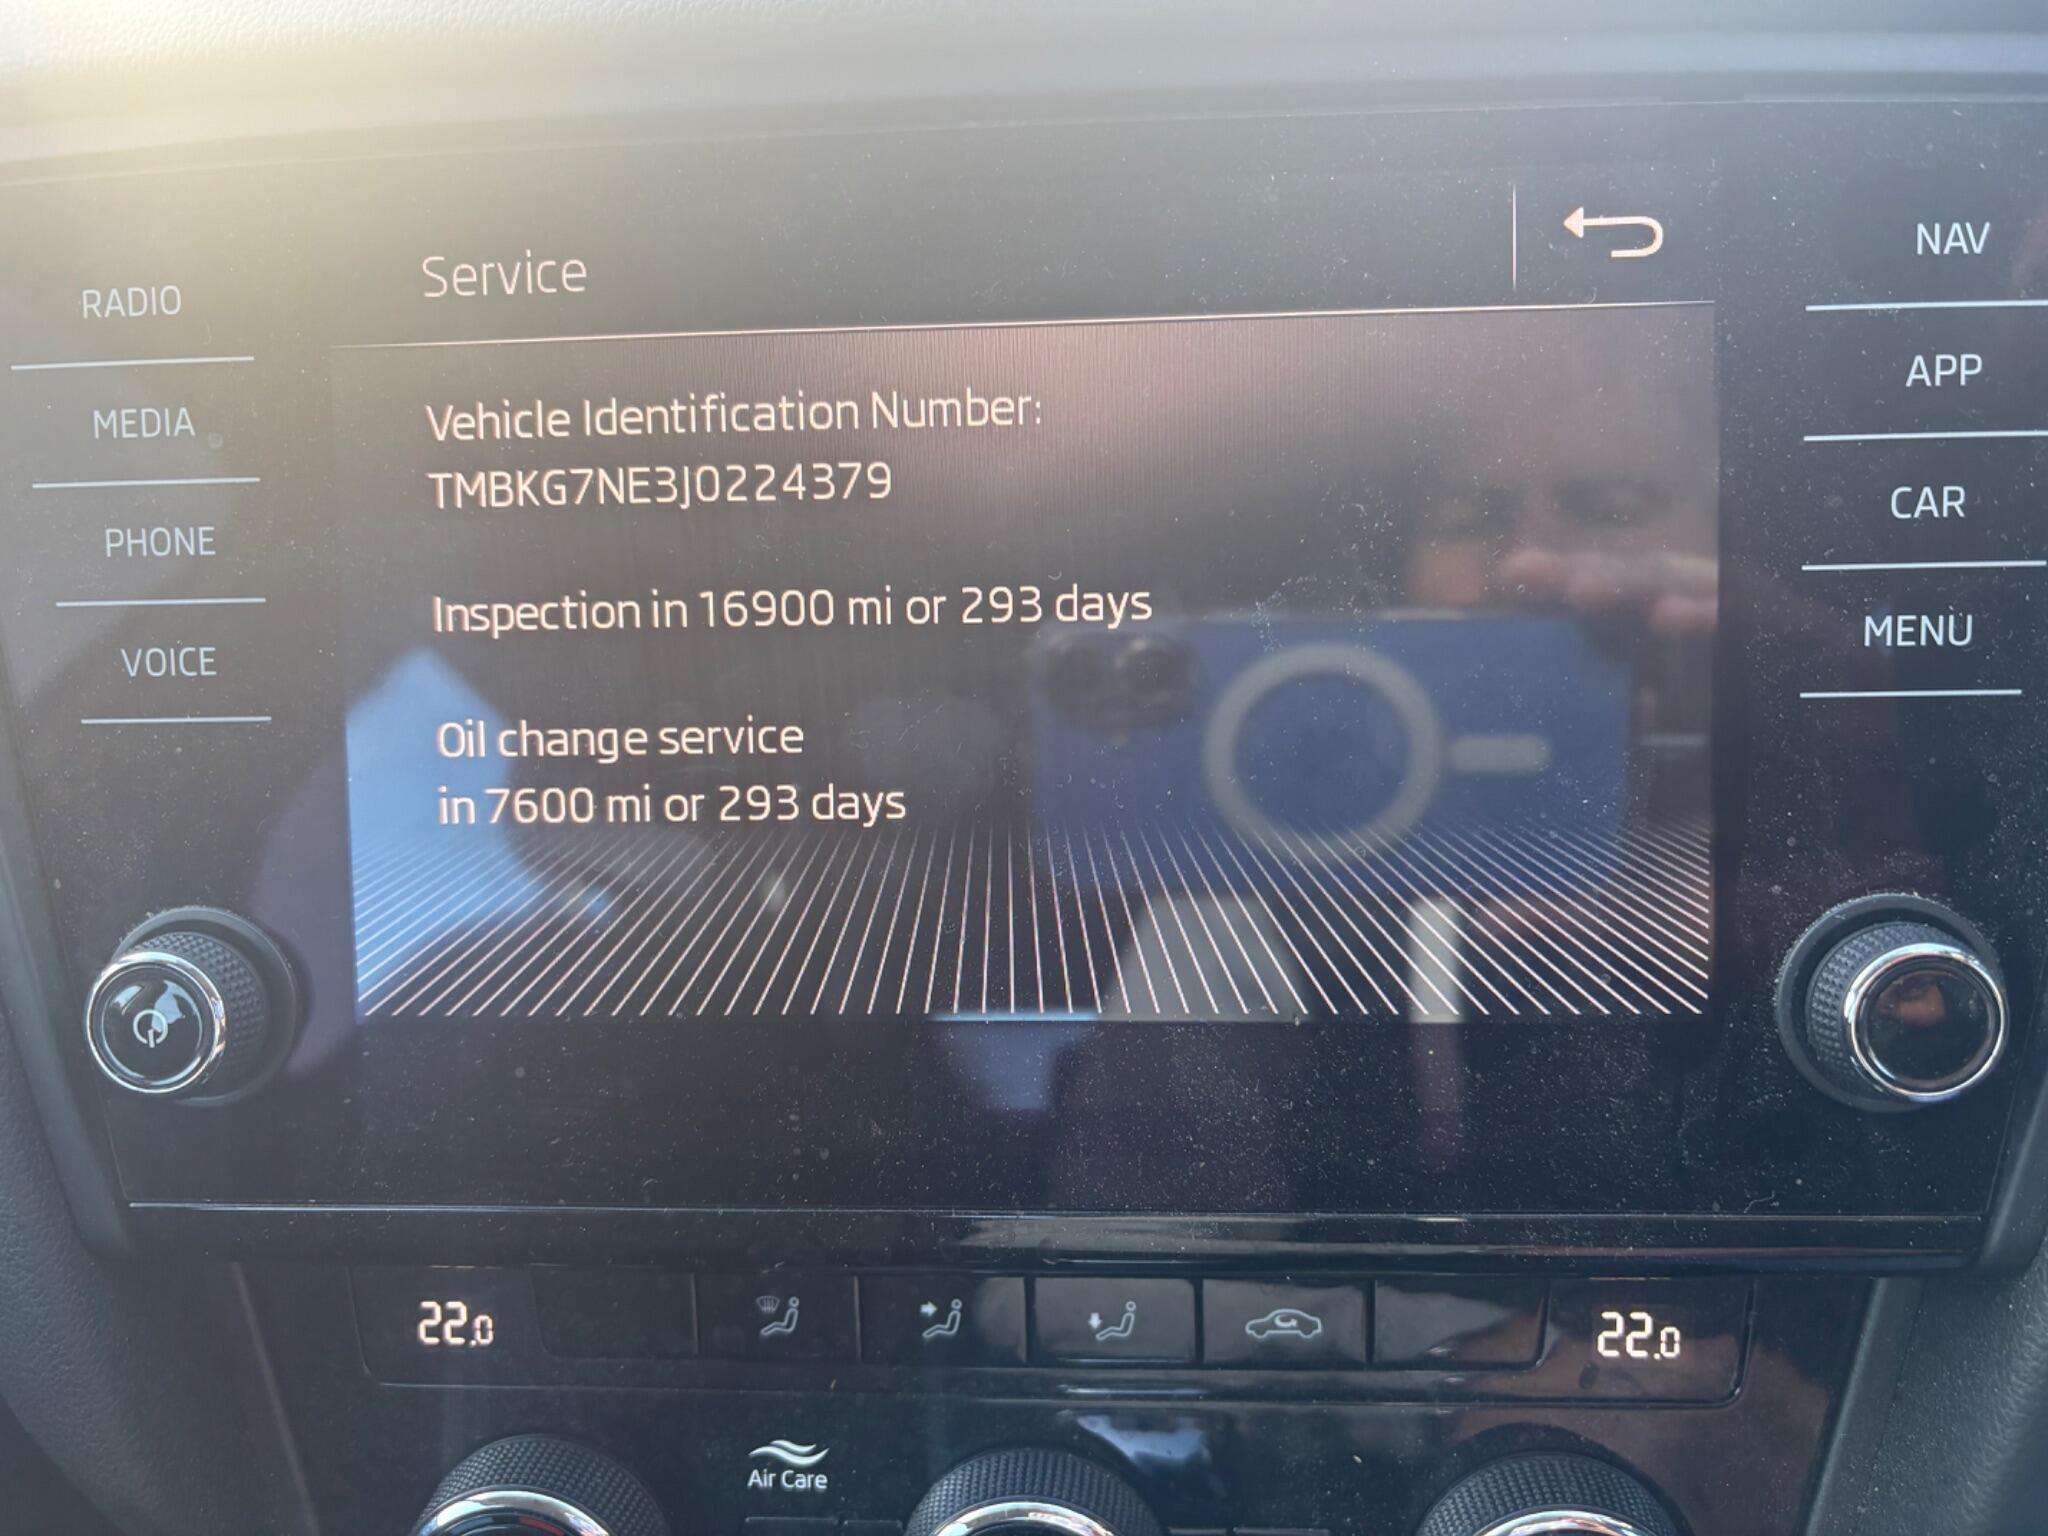 Service
NAV
RADIO
APP
MEDIA
Vehicle Identification Number:
TMBKG7NE3J0224379
CAR
PHONE
Inspection in 16900 mi or 293 days
MENU
VOICE
Oil change service
in 7600 mi or 293 days
22.0
22.0
Air Care